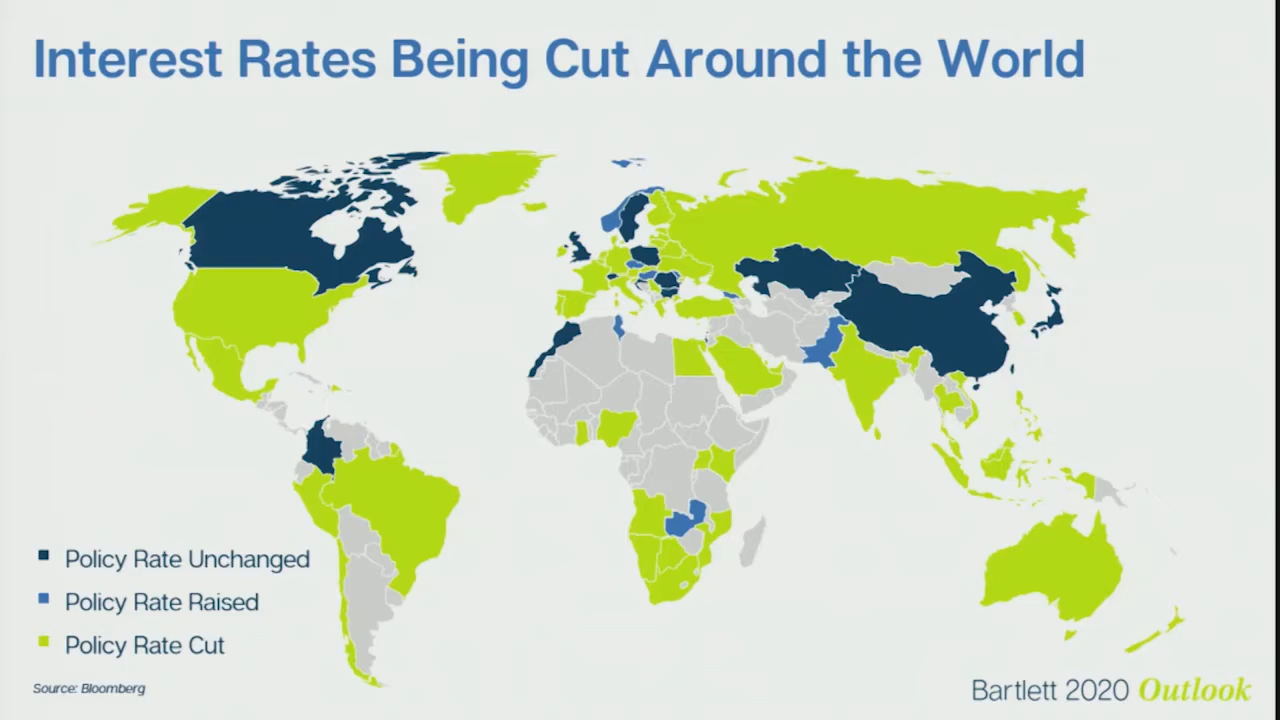 Interest Rates Being Cut Around the World
Policy Rate Unchanged
Policy Rate Raised
Policy Rate Cut
Source: Bloomberg
Bartlett 2020 Outlook